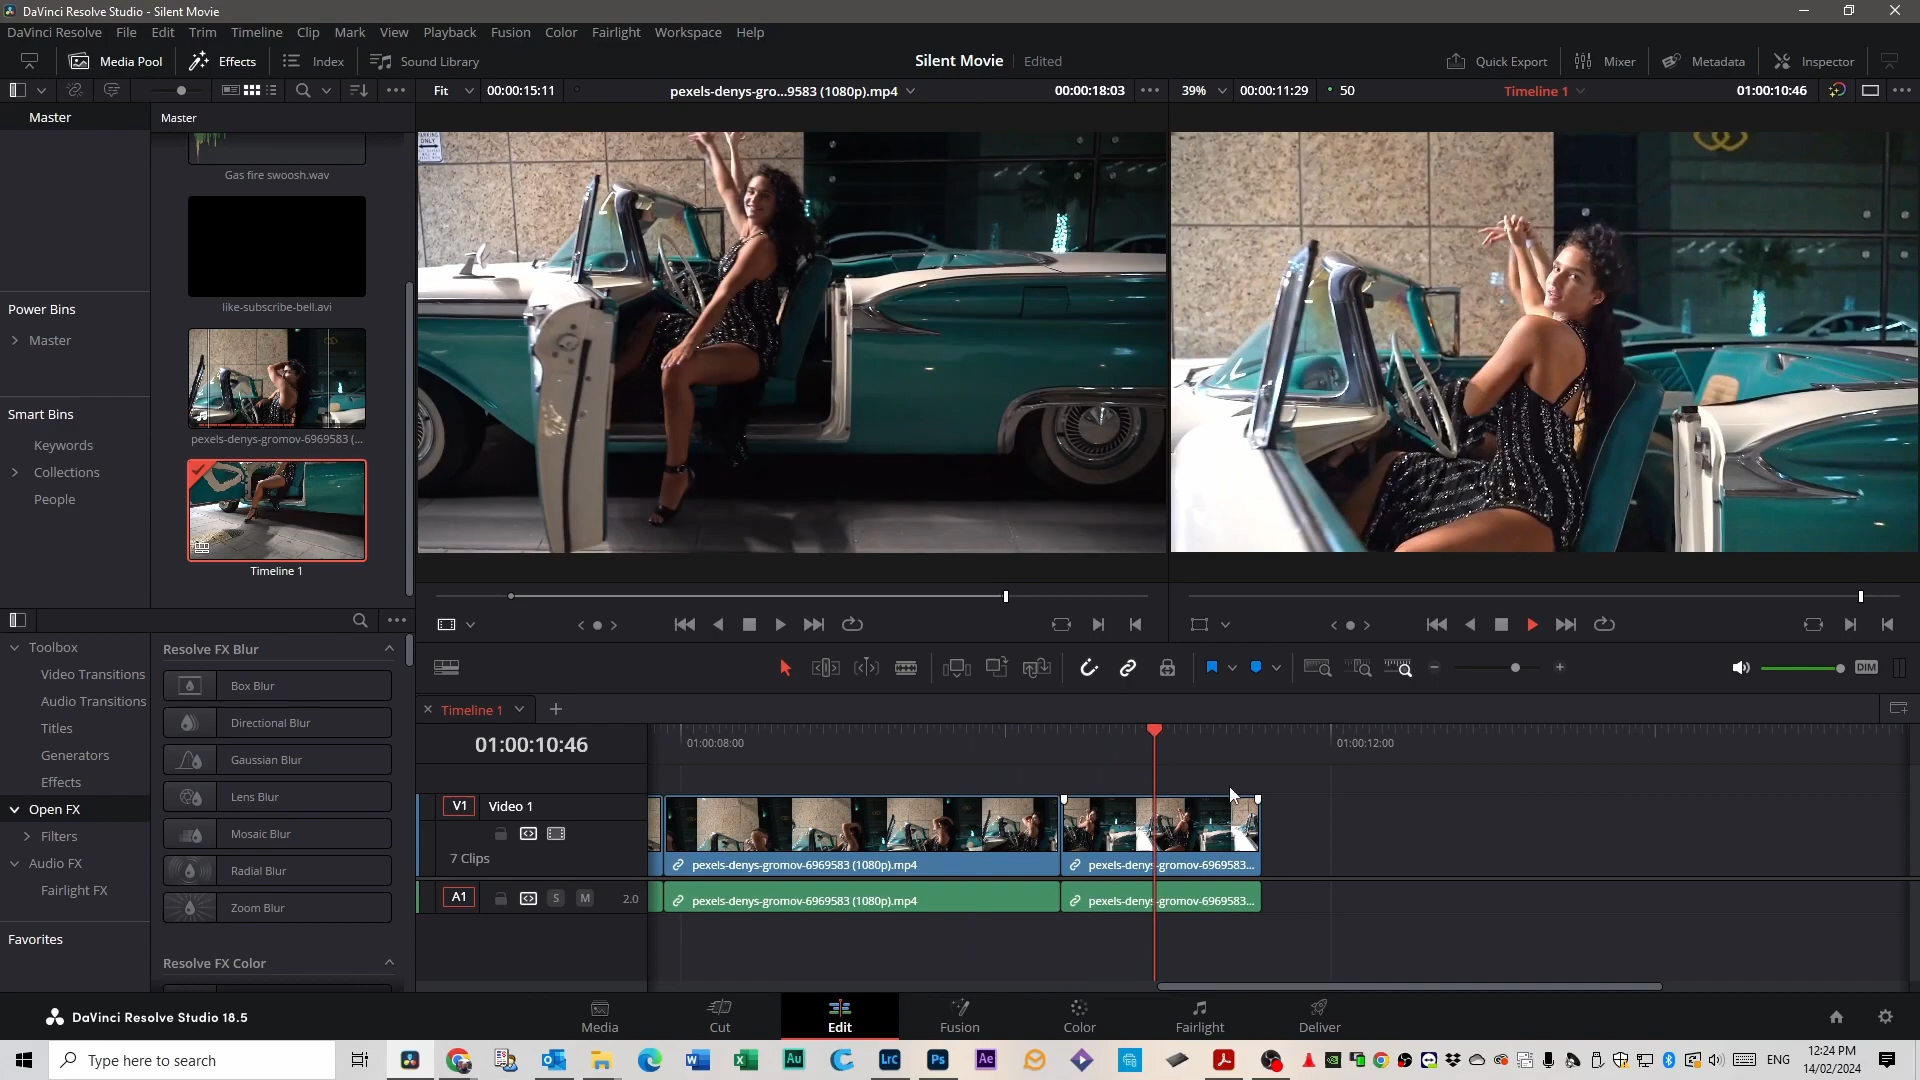 DaVinci Resolve Studio - Silent Movie
DaVinci Resolve File Edit Trim Timeline Clip Mark View Playback Fusion Color Fairlight Workspace Help
Media Pool Effects Index Sound Library Silent Movie Edited Quick Export Mixer Metadata Inspector
Fit 00:00:15:11 pexels-denys-gro...9583 (1080p).mp4 00:00:18:03 39% 00:00:11:29 50 Timeline 1 01:00:10:46
Master
Master
ONLY
Gas fire swoosh.wav
like-subscribe-bell.avi
Power Bins
Master
Smart Bins
Keywords
Collections
People
pexels-denys-gromov-6969583 (...
Timeline 1
Toolbox
Video Transitions
Audio Transitions
Titles
Generators
Effects
Open FX
Filters
Audio FX
Fairlight FX
Favorites
Resolve FX Blur
Box Blur
Directional Blur
Gaussian Blur
Lens Blur
Mosaic Blur
Radial Blur
Zoom Blur
Resolve FX Color
DIM
Timeline 1
01:00:10:46
01:00:08:00
01:00:12:00
V1 Video 1
7 Clips
pexels-denys-gromov-6969583 (1080p).mp4
pexels-denys-gromov-6969583...
A1 S M 2.0
pexels-denys-gromov-6969583 (1080p).mp4
pexels-denys-gromov-6969583...
DaVinci Resolve Studio 18.5
Media Cut Edit Fusion Color Fairlight Deliver
Type here to search
Au
LrC
Ps
Ae
ENG
12:24 PM
14/02/2024